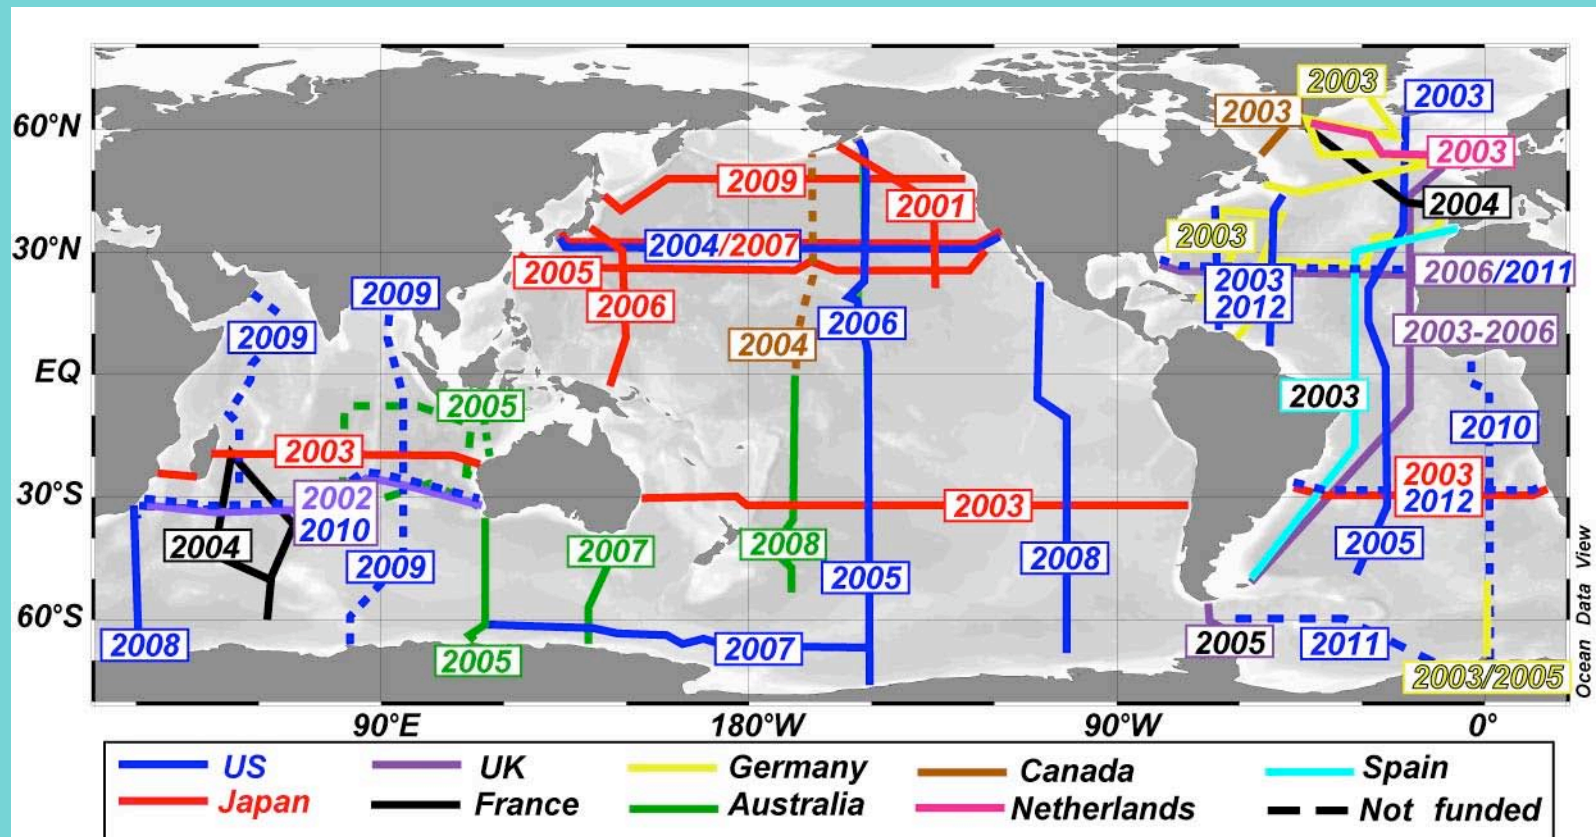 2003
2003
2003
60°N
2003
2009
2001
2004
2003
30°N
2004/2007
2005
2006/2011
2003
2012
2009
2006
2009
2006
2003-2006
2004
EQ
2003
2005
2010
2003
2003
2012
30°S
2002
2010
2003
2004
2007
2008
2005
2008
2009
2005
60°S
2008
2005
2007
2005
2011
2003/2005
Ocean Data View
90°E
180°W
90°W
0°
US
UK
Germany
Canada
Spain
Japan
France
Australia
Netherlands
Not funded